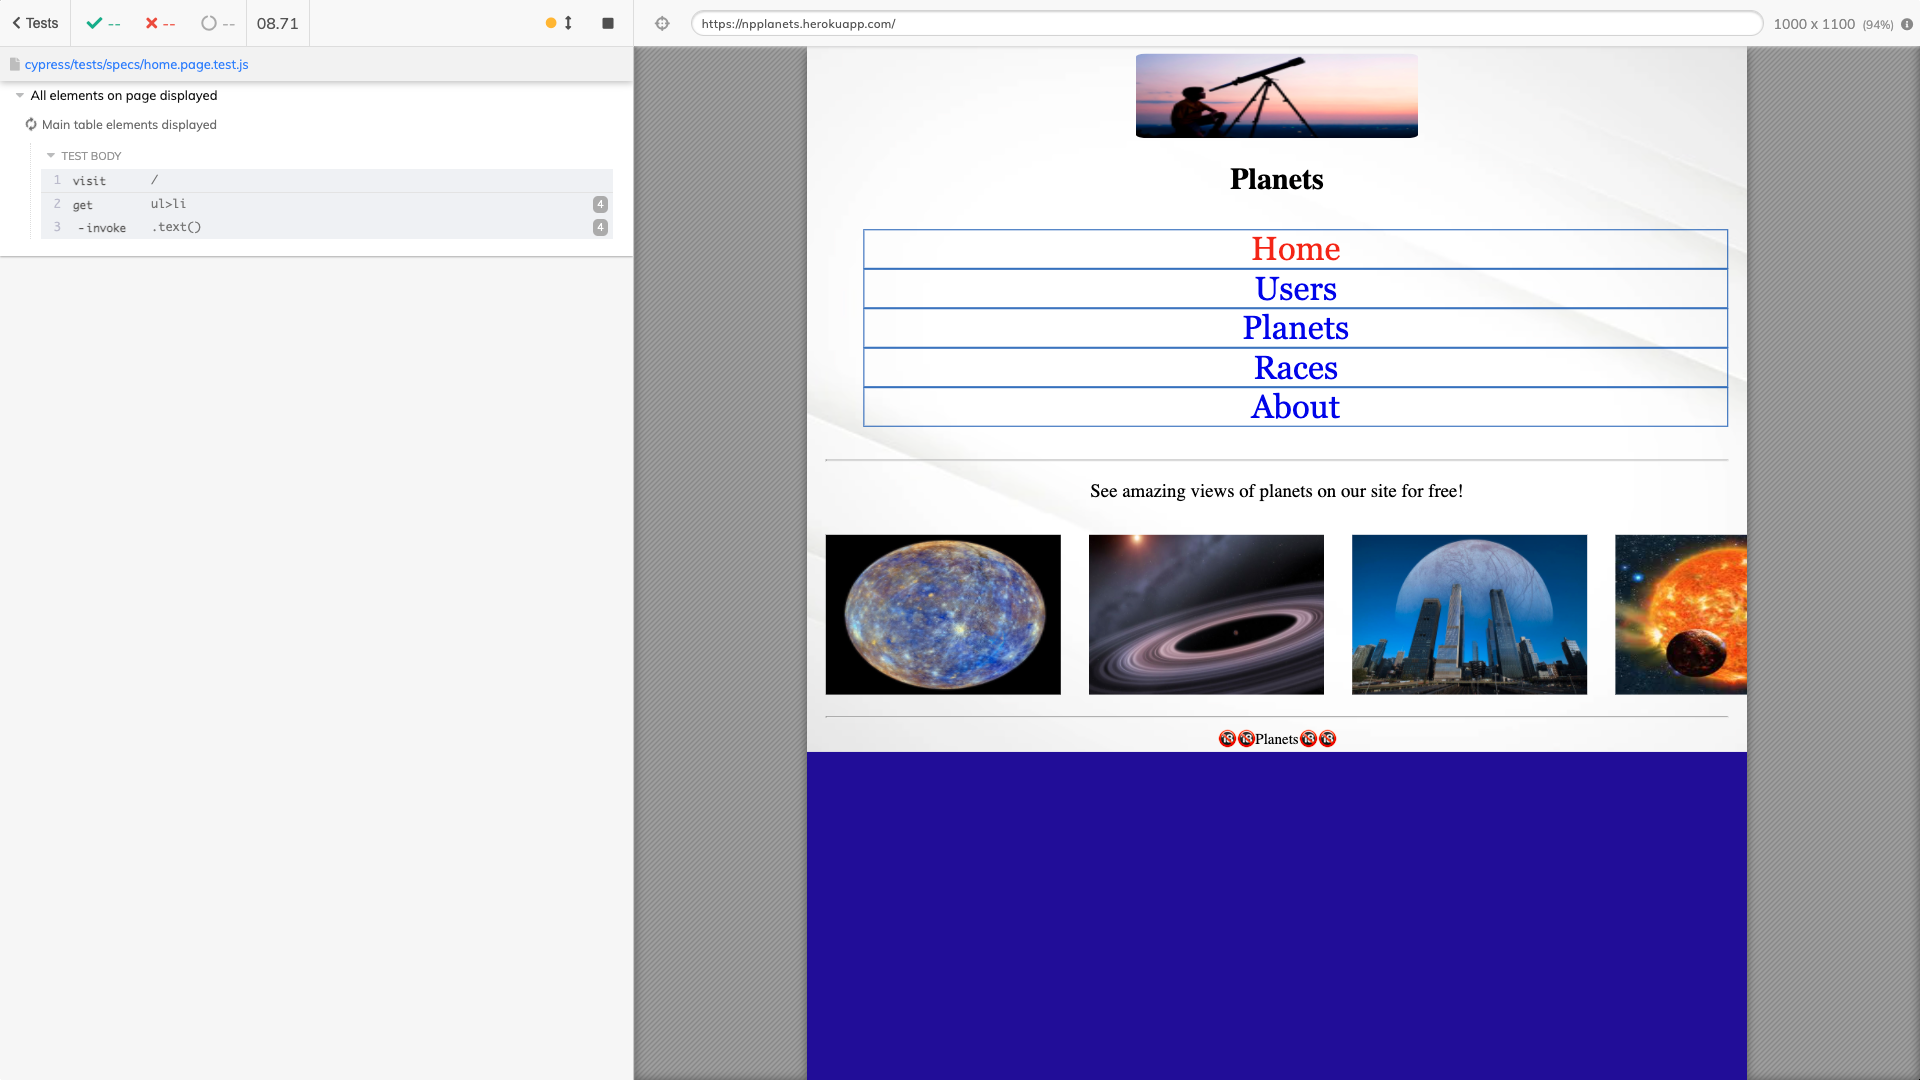 Tests
--
--
--
08.71
https://npplanets.herokuapp.com/
1000 x 1100 (94%)
cypress/tests/specs/home.page.test.js
All elements on page displayed
Main table elements displayed
TEST BODY
1 visit /
2 get ul>li 4
3 -invoke .text() 4
Planets
Home
Users
Planets
Races
About
See amazing views of planets on our site for free!
🔞🔞Planets🔞🔞